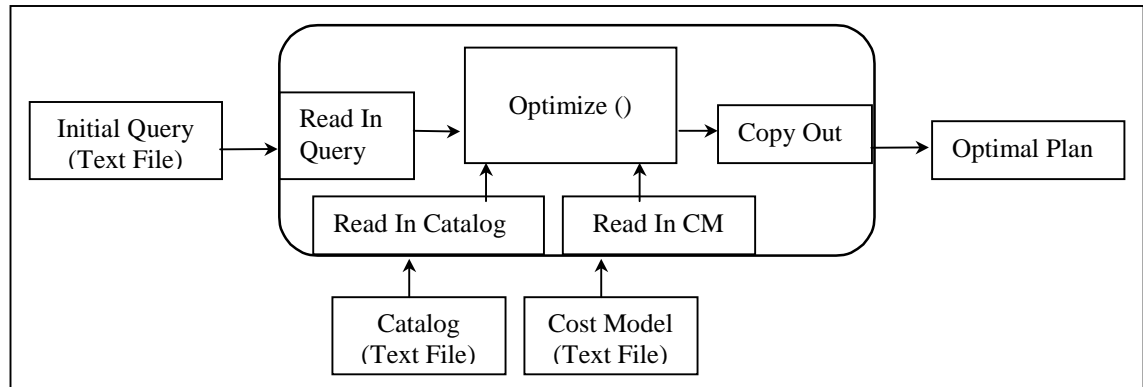 Initial Query
(Text File)
Read In
Query
Optimize ()
Copy Out
Optimal Plan
Read In Catalog
Read In CM
Catalog
(Text File)
Cost Model
(Text File)